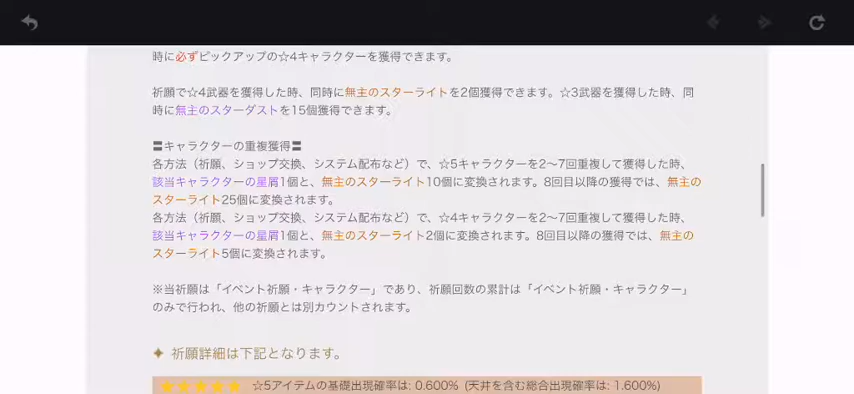 時に必ずピックアップの☆4キャラクターを獲得できます。
祈願で☆4武器を獲得した時、同時に無主のスターライトを2個獲得できます。☆3武器を獲得した時、同
時に無主のスターダストを15個獲得できます。
〓キャラクターの重複獲得〓
各方法（祈願、ショップ交換、システム配布など）で、☆5キャラクターを2～7回重複して獲得した時、
該当キャラクターの星屑1個と、無主のスターライト10個に変換されます。8回目以降の獲得では、無主の
スターライト25個に変換されます。
各方法（祈願、ショップ交換、システム配布など）で、☆4キャラクターを2～7回重複して獲得した時、
該当キャラクターの星屑1個と、無主のスターライト2個に変換されます。8回目以降の獲得では、無主の
スターライト5個に変換されます。
※当祈願は「イベント祈願・キャラクター」であり、祈願回数の累計は「イベント祈願・キャラクター」
のみで行われ、他の祈願とは別カウントされます。
祈願詳細は下記となります。
☆5アイテムの基礎出現確率は: 0.600% (天井を含む総合出現確率は: 1.600%)